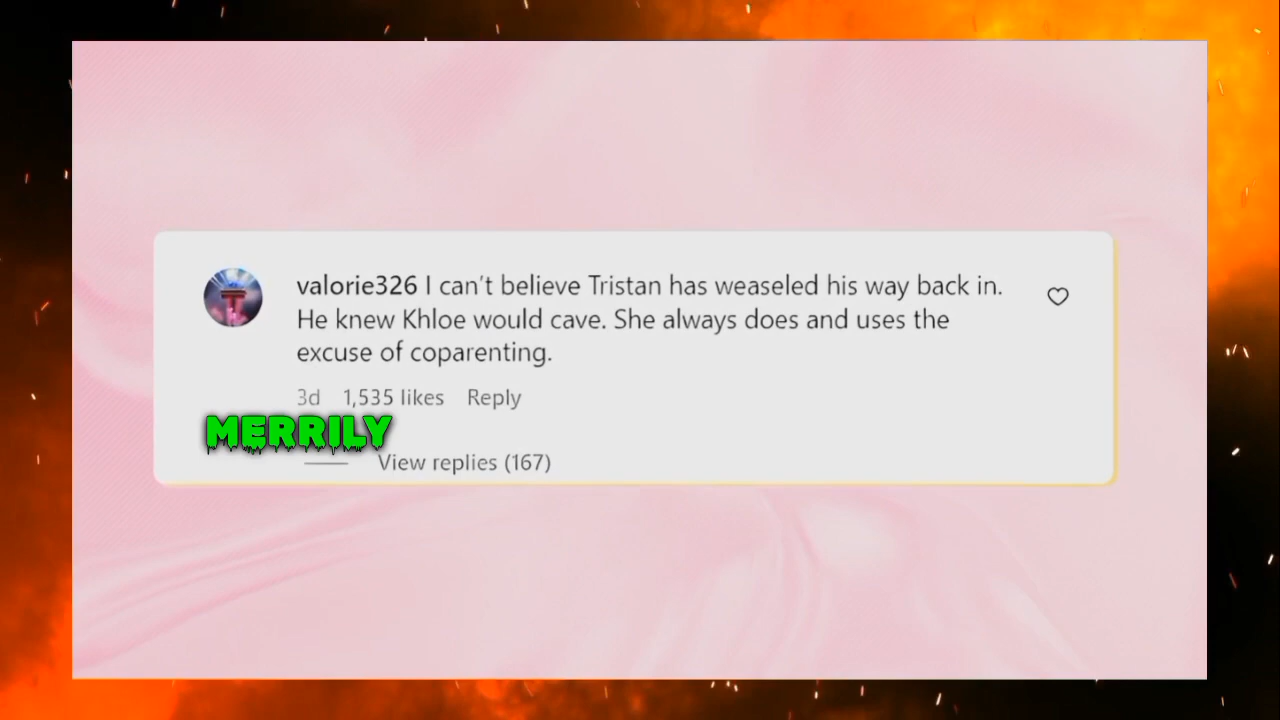 valorie326 I can't believe Tristan has weaseled his way back in.
He knew Khloe would cave. She always does and uses the
excuse of coparenting.
3d 1,535 likes Reply
MERRILY
View replies (167)